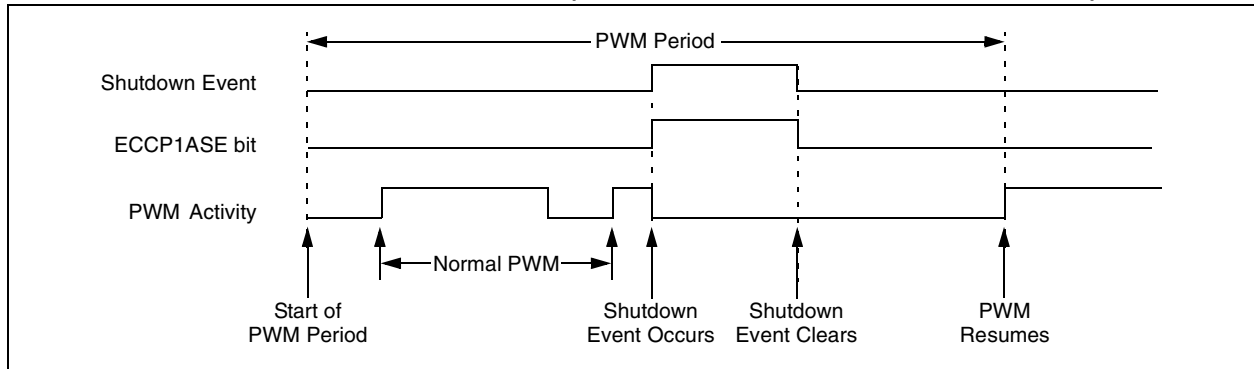 PWM Period
Shutdown Event
ECCP1ASE bit
PWM Activity
Normal PWM
Start of
PWM Period
Shutdown
Event Occurs
Shutdown
Event Clears
PWM
Resumes